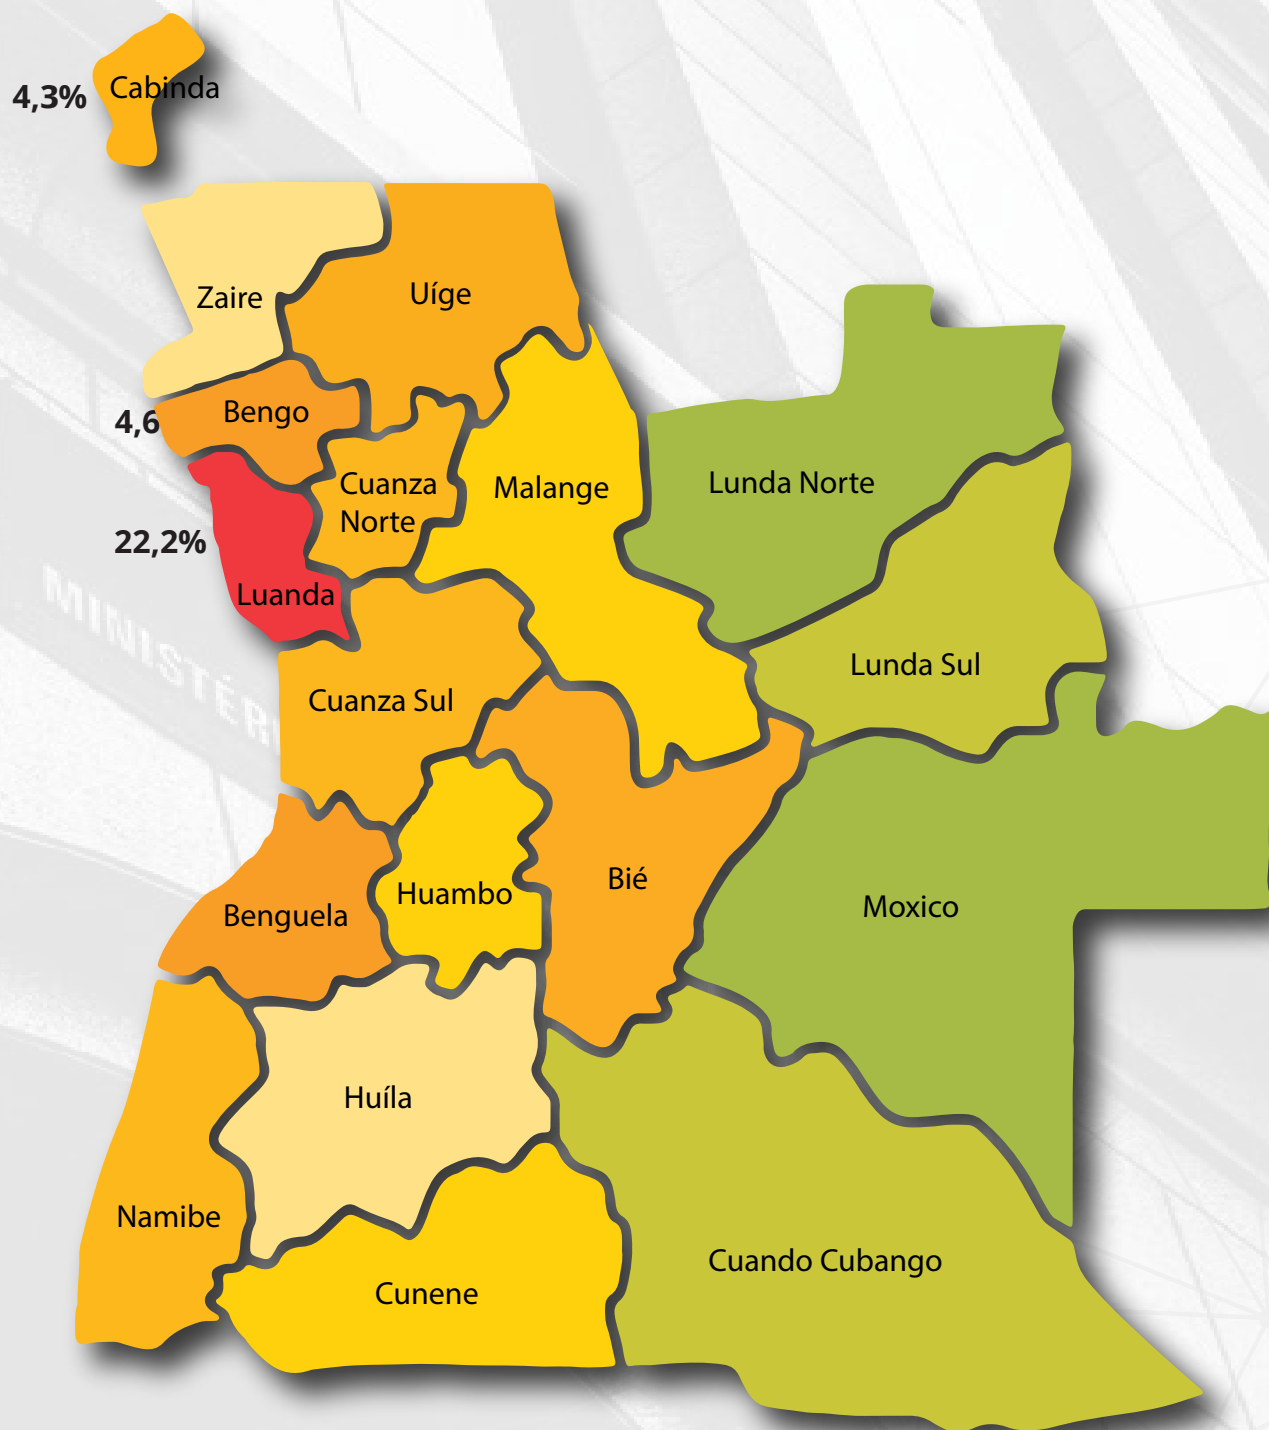 Cabinda
4,3%
Zaire
Uíge
4,6
Bengo
Cuanza
Norte
Malange
Lunda Norte
22,2%
Luanda
MINISTÉR
Lunda Sul
Cuanza Sul
Bié
Huambo
Benguela
Moxico
Huíla
Namibe
Cuando Cubango
Cunene